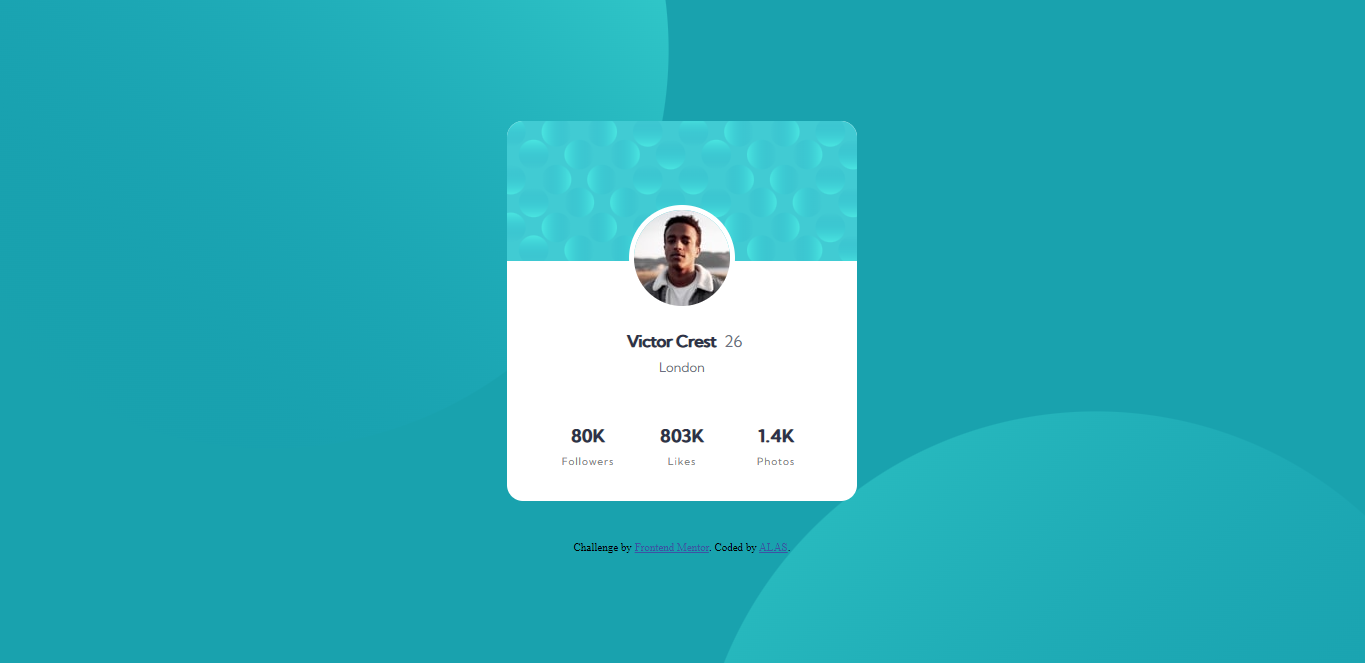 Victor Crest 26
London
80K 803K 1.4K
Followers Likes Photos
Challenge by Frontend Mentor. Coded by ALAS.